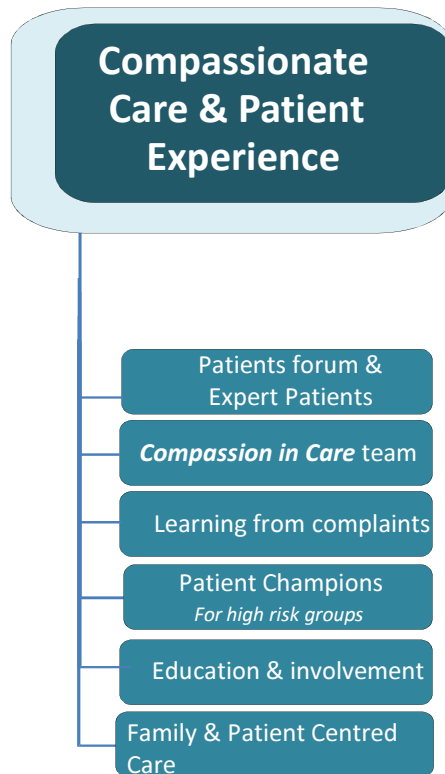 Compassionate
Care & Patient
Experience
Patients forum &
Expert Patients
Compassion in Care team
Learning from complaints
Patient Champions
For high risk groups
Education & involvement
Family & Patient Centred
Care